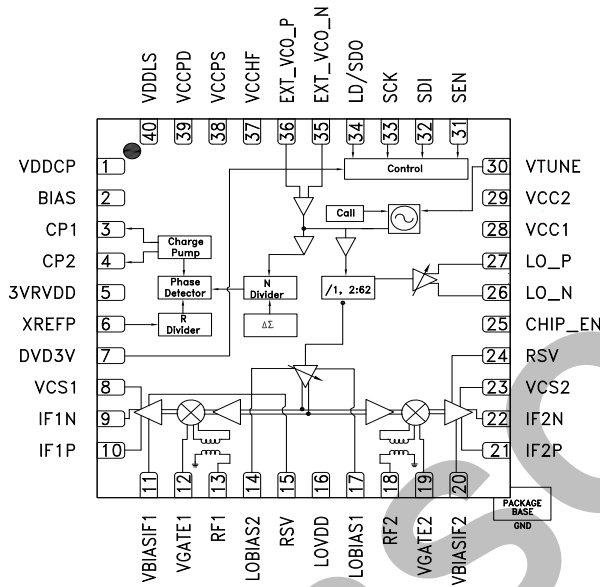 VDDLS
VCCPD
VCCPS
VCCHF
EXT_VCO_P
EXT_VCO_N
LD/SDO
SCK
SDI
SEN
40
39
38
37
36
35
34
33
32
31
VDDCP 1
BIAS 2
CP1 3
CP2 4
3VRVDD 5
XREFP 6
DVD3V 7
VCS1 8
IF1N 9
IF1P 10
Control
Call
Charge
Pump
Phase
Detector
R
Divider
N
Divider
ΔΣ
/1, 2:62
30 VTUNE
29 VCC2
28 VCC1
27 LO_P
26 LO_N
25 CHIP_EN
24 RSV
23 VCS2
22 IF2N
21 IF2P
11
12
13
14
15
16
17
18
19
20
VBIASIF1
VGATE1
RF1
LOBIAS2
RSV
LOVDD
LOBIAS1
RF2
VGATE2
VBIASIF2
PACKAGE
BASE
GND